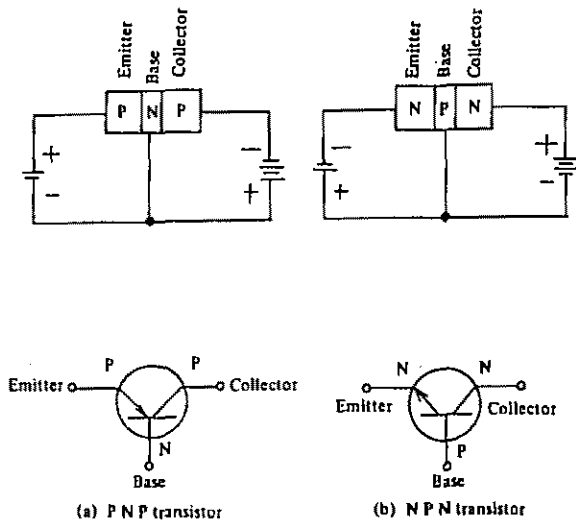 Emitter
Base
Collector
P N P
+ −
− +
Emitter
Base
Collector
N P N
− +
+ −
P P
Emitter Collector
N
Base
(a) P N P transistor
N N
Emitter Collector
P
Base
(b) N P N transistor